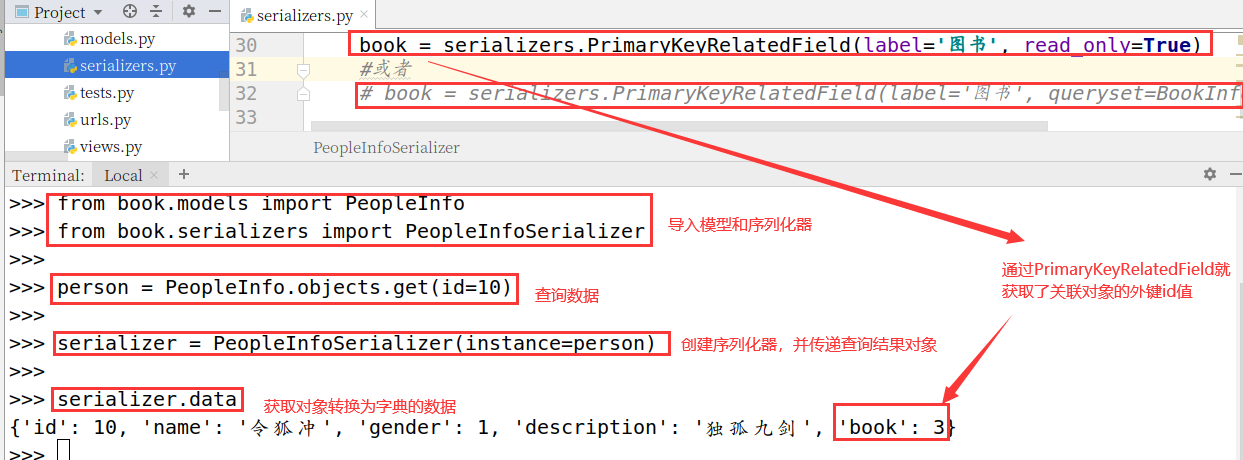 Project
serializers.py
models.py
serializers.py
tests.py
urls.py
views.py
30 book = serializers.PrimaryKeyRelatedField(label='图书', read_only=True)
31 #或者
32 # book = serializers.PrimaryKeyRelatedField(label='图书', queryset=BookInf
33
PeopleInfoSerializer
Terminal: Local +
>>> from book.models import PeopleInfo
>>> from book.serializers import PeopleInfoSerializer
导入模型和序列化器
>>>
>>> person = PeopleInfo.objects.get(id=10)
查询数据
通过PrimaryKeyRelatedField就
获取了关联对象的外键id值
>>>
>>> serializer = PeopleInfoSerializer(instance=person)
创建序列化器，并传递查询结果对象
>>>
>>> serializer.data
获取对象转换为字典的数据
{'id': 10, 'name': '令狐冲', 'gender': 1, 'description': '独孤九剑', 'book': 3}
>>>